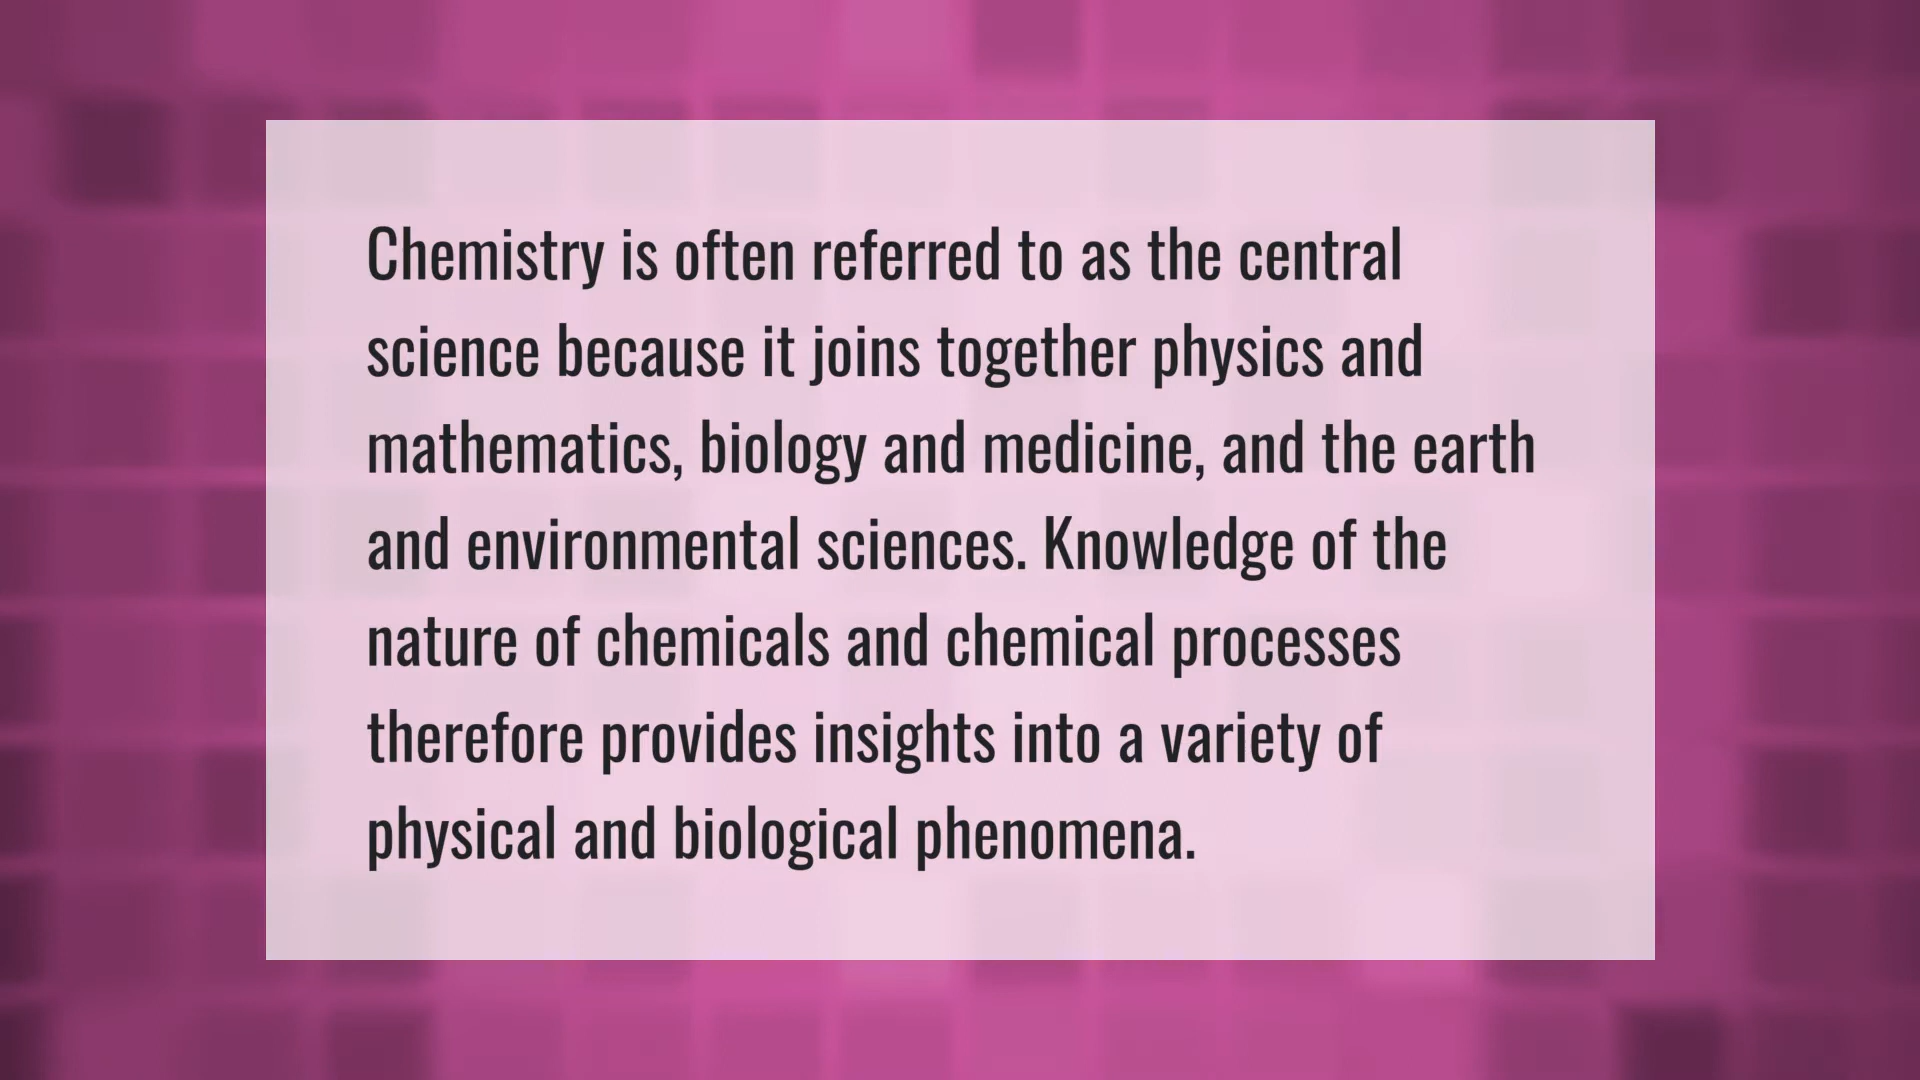 Chemistry is often referred to as the central
science because it joins together physics and
mathematics, biology and medicine, and the earth
and environmental sciences. Knowledge of the
nature of chemicals and chemical processes
therefore provides insights into a variety of
physical and biological phenomena.